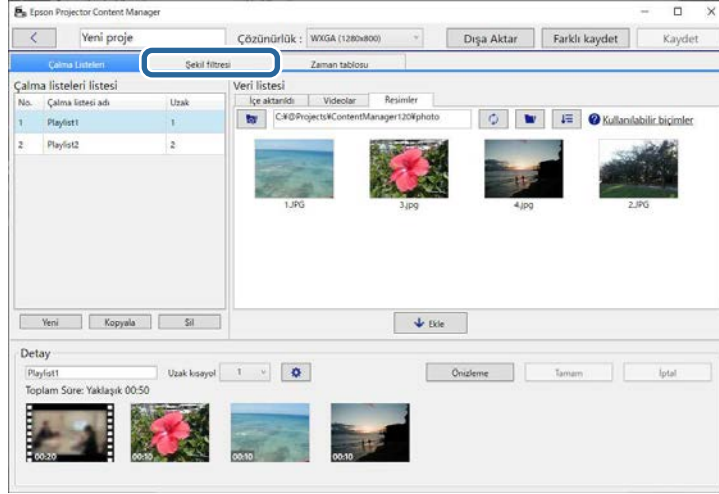 Epson Projector Content Manager
Yeni proje Çözünürlük : WXGA (1280x800) Dışa Aktar Farklı kaydet Kaydet
Çalma Listeleri Şekil filtresi Zaman tablosu
Çalma listeleri listesi
No. Çalma listesi adı Uzak
1 Playlist1 1
2 Playlist2 2
Yeni Kopyala Sil
Veri listesi
İçe aktarıldı Videolar Resimler
C:¥@Projects¥ContentManager120¥photo Kullanılabilir biçimler
1.JPG 3.jpg 4.jpg 2.JPG
Ekle
Detay
Playlist1 Uzak kısayol 1 Önizleme Tamam İptal
Toplam Süre: Yaklaşık 00:50
00:20 00:10 00:10 00:10